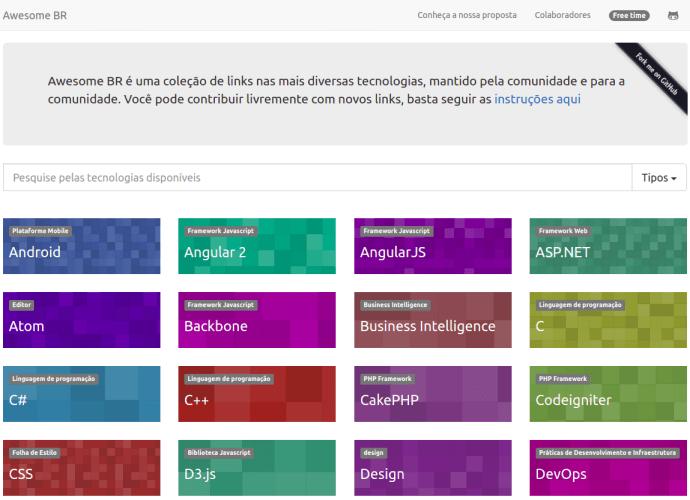 Awesome BR
Conheça a nossa proposta
Colaboradores
Free time
Fork me on GitHub
Awesome BR é uma coleção de links nas mais diversas tecnologias, mantido pela comunidade e para a
comunidade. Você pode contribuir livremente com novos links, basta seguir as instruções aqui
Pesquise pelas tecnologias disponíveis
Tipos
Plataforma Mobile
Android
Framework Javascript
Angular 2
Framework Javascript
AngularJS
Framework Web
ASP.NET
Editor
Atom
Framework Javascript
Backbone
Business Intelligence
Business Intelligence
Linguagem de programação
C
Linguagem de programação
C#
Linguagem de programação
C++
PHP Framework
CakePHP
PHP Framework
Codeigniter
Folha de Estilo
CSS
Biblioteca Javascript
D3.js
design
Design
Práticas de Desenvolvimento e Infraestrutura
DevOps